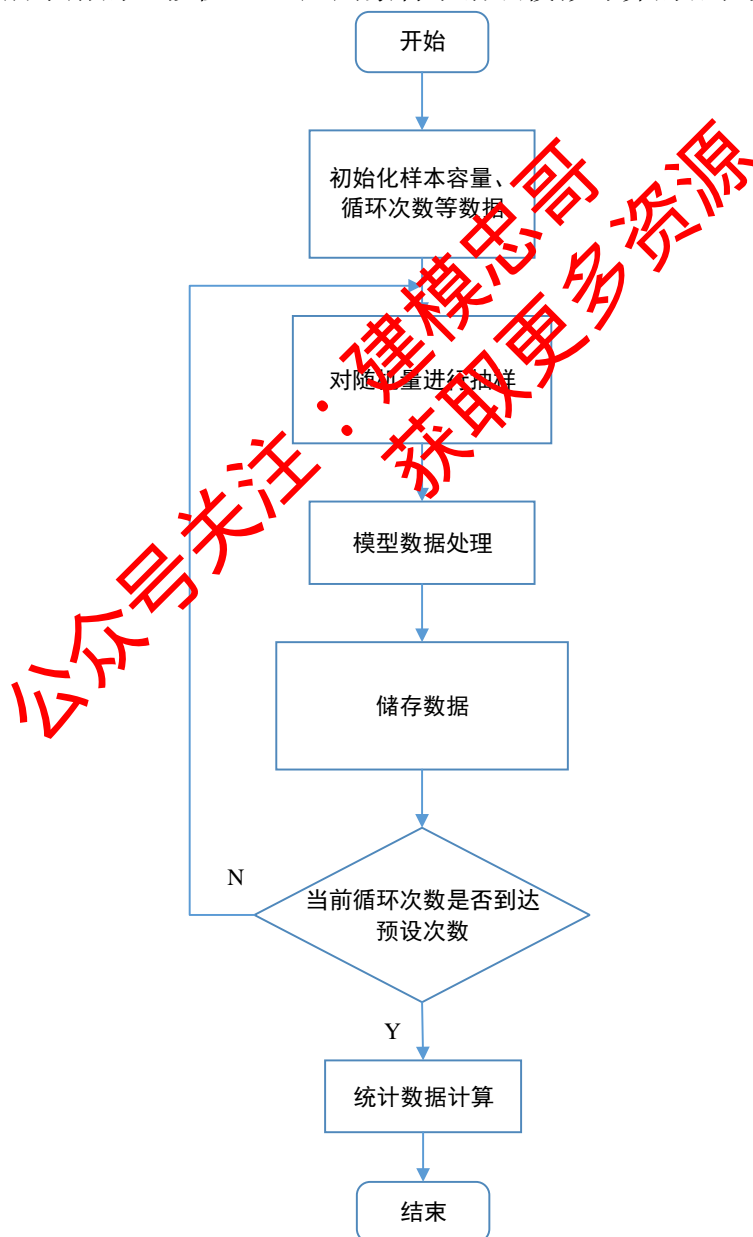 开始
初始化样本容量、
循环次数等数据
对随机量进行抽样
模型数据处理
储存数据
当前循环次数是否到达
预设次数
N
Y
统计数据计算
结束
公众号关注：建模忠哥
获取更多资源